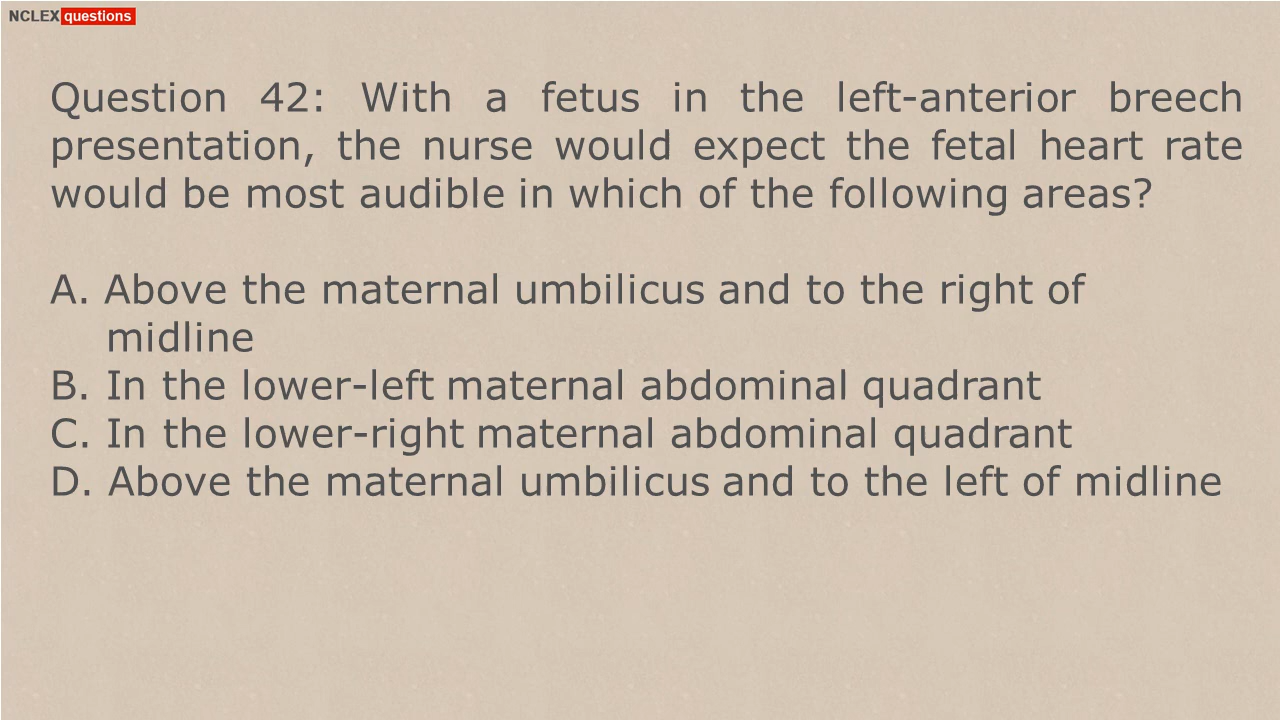 NCLEX questions
Question 42: With a fetus in the left-anterior breech
presentation, the nurse would expect the fetal heart rate
would be most audible in which of the following areas?
A. Above the maternal umbilicus and to the right of
midline
B. In the lower-left maternal abdominal quadrant
C. In the lower-right maternal abdominal quadrant
D. Above the maternal umbilicus and to the left of midline